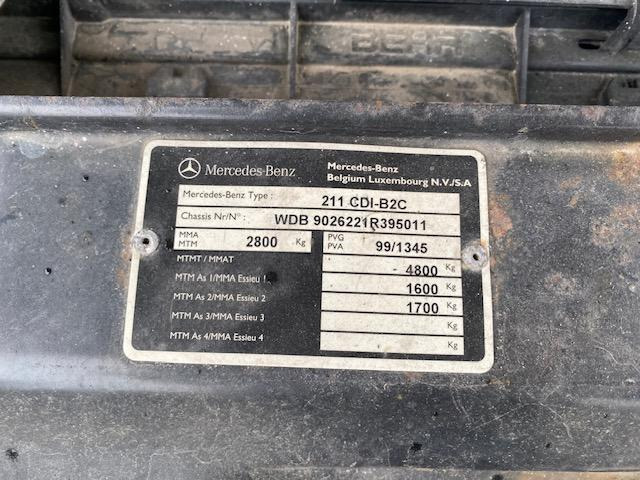 BEHR
Mercedes-Benz
Mercedes-Benz
Belgium Luxembourg N.V./S.A
Mercedes-Benz Type : 211 CDI-B2C
Chassis Nr/N° : WDB 9026221R395011
MMA
MTM 2800 Kg
PVG
PVA 99/1345
MTMT / MMAT - 4800 Kg
MTM As 1/MMA Essieu 1 1600 Kg
MTM As 2/MMA Essieu 2 1700 Kg
MTM As 3/MMA Essieu 3 Kg
MTM As 4/MMA Essieu 4 Kg